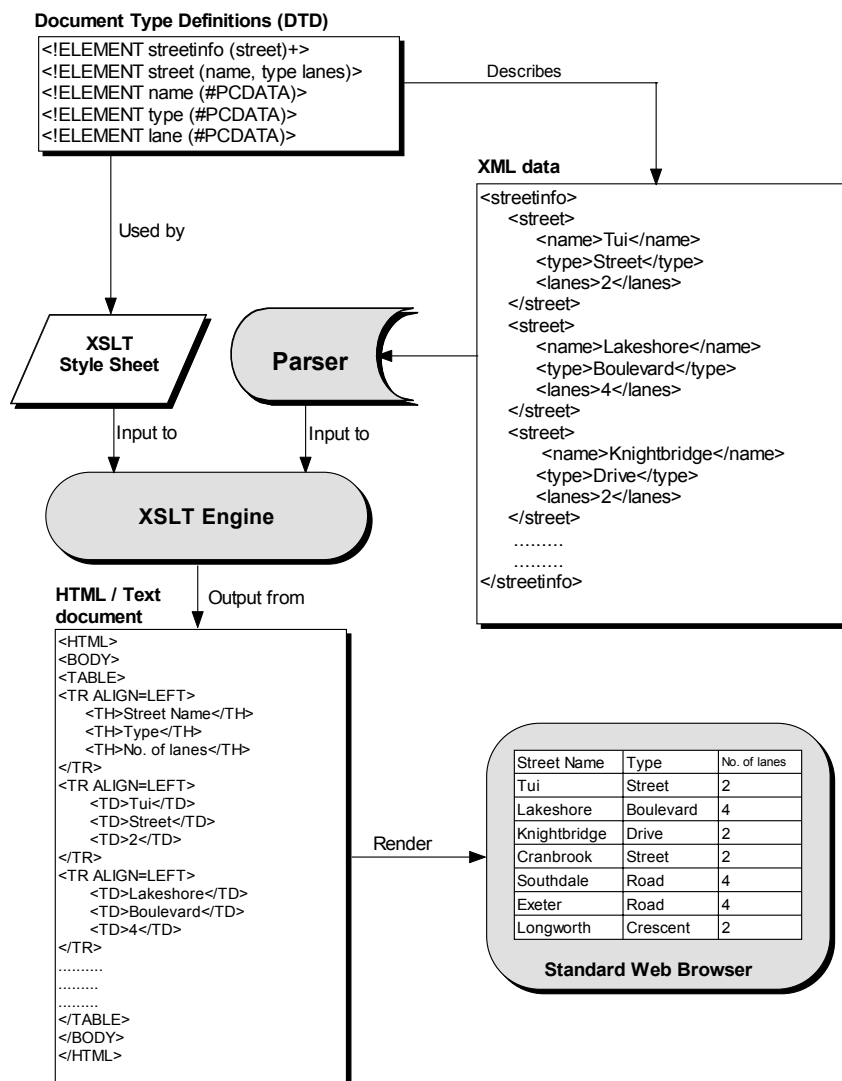 Document Type Definitions (DTD)
<!ELEMENT streetinfo (street)+>
<!ELEMENT street (name, type lanes)>
<!ELEMENT name (#PCDATA)>
<!ELEMENT type (#PCDATA)>
<!ELEMENT lane (#PCDATA)>
Describes
XML data
<streetinfo>
<street>
<name>Tui</name>
<type>Street</type>
<lanes>2</lanes>
</street>
<street>
<name>Lakeshore</name>
<type>Boulevard</type>
<lanes>4</lanes>
</street>
<street>
<name>Knightbridge</name>
<type>Drive</type>
<lanes>2</lanes>
</street>
.........
.........
</streetinfo>
Used by
XSLT
Style Sheet
Parser
Input to
Input to
XSLT Engine
Output from
HTML / Text
document
<HTML>
<BODY>
<TABLE>
<TR ALIGN=LEFT>
<TH>Street Name</TH>
<TH>Type</TH>
<TH>No. of lanes</TH>
</TR>
<TR ALIGN=LEFT>
<TD>Tui</TD>
<TD>Street</TD>
<TD>2</TD>
</TR>
<TR ALIGN=LEFT>
<TD>Lakeshore</TD>
<TD>Boulevard</TD>
<TD>4</TD>
</TR>
..........
.........
.........
</TABLE>
</BODY>
</HTML>
Render
Street Name Type No. of lanes
Tui Street 2
Lakeshore Boulevard 4
Knightbridge Drive 2
Cranbrook Street 2
Southdale Road 4
Exeter Road 4
Longworth Crescent 2
Standard Web Browser